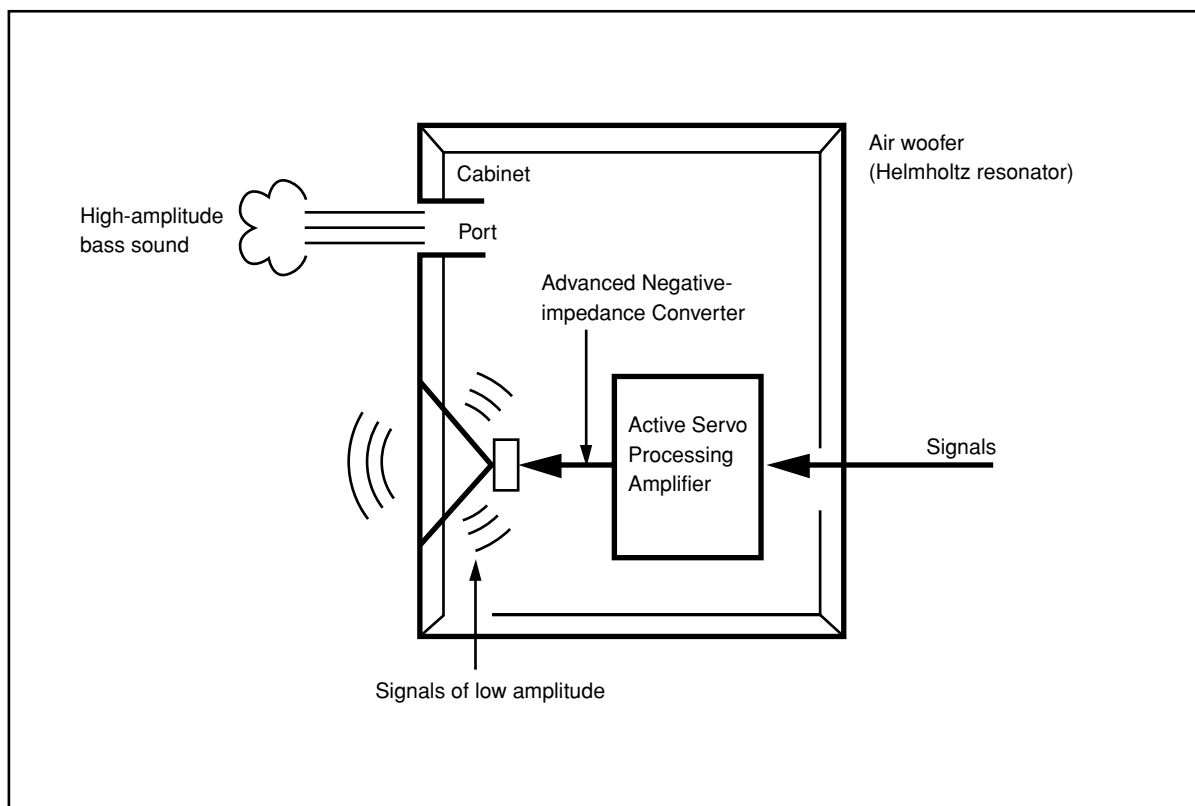 Air woofer
(Helmholtz resonator)
Cabinet
High-amplitude
bass sound
Port
Advanced Negative-
impedance Converter
Active Servo
Processing
Amplifier
Signals
Signals of low amplitude